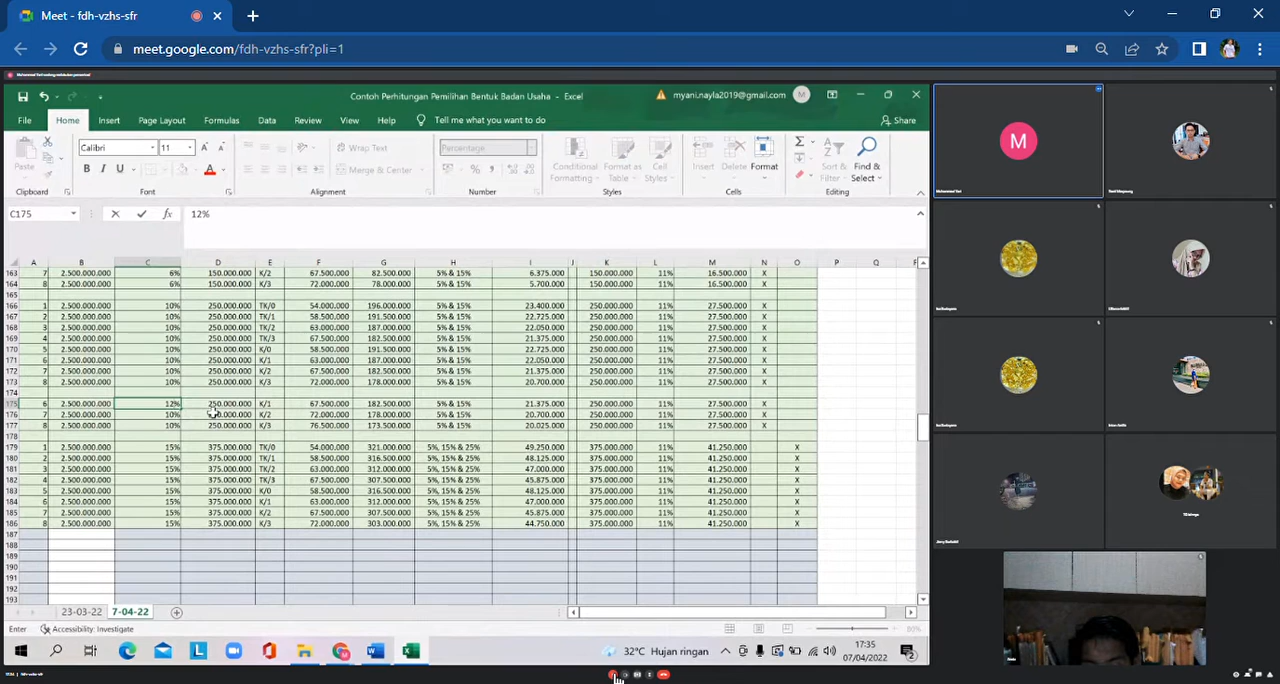 Meet - fdh-vzhs-sfr
meet.google.com/fdh-vzhs-sfr?pli=1
Contoh Perhitungan Pemilihan Bentuk Badan Usaha - Excel
myani.nayla2019@gmail.com M
File Home Insert Page Layout Formulas Data Review View Help Tell me what you want to do Share
Calibri 11 Wrap Text Percentage
Paste B I U A Merge & Center % Conditional Formatting Format as Table Cell Styles Insert Delete Format Sort & Filter Find & Select
Clipboard Font Alignment Number Styles Cells Editing
C175 fx 12%
A B C D E F G H I J K L M N O P Q
163 7 2.500.000.000 6% 150.000.000 K/2 67.500.000 82.500.000 5% & 15% 6.375.000 150.000.000 11% 16.500.000 X
164 8 2.500.000.000 6% 150.000.000 K/3 72.000.000 78.000.000 5% & 15% 5.700.000 150.000.000 11% 16.500.000 X
165
166 1 2.500.000.000 10% 250.000.000 TK/0 54.000.000 196.000.000 5% & 15% 23.400.000 250.000.000 11% 27.500.000 X
167 2 2.500.000.000 10% 250.000.000 TK/1 58.500.000 191.500.000 5% & 15% 22.725.000 250.000.000 11% 27.500.000 X
168 3 2.500.000.000 10% 250.000.000 TK/2 63.000.000 187.000.000 5% & 15% 22.050.000 250.000.000 11% 27.500.000 X
169 4 2.500.000.000 10% 250.000.000 TK/3 67.500.000 182.500.000 5% & 15% 21.375.000 250.000.000 11% 27.500.000 X
170 5 2.500.000.000 10% 250.000.000 K/0 58.500.000 191.500.000 5% & 15% 22.725.000 250.000.000 11% 27.500.000 X
171 6 2.500.000.000 10% 250.000.000 K/1 63.000.000 187.000.000 5% & 15% 22.050.000 250.000.000 11% 27.500.000 X
172 7 2.500.000.000 10% 250.000.000 K/2 67.500.000 182.500.000 5% & 15% 21.375.000 250.000.000 11% 27.500.000 X
173 8 2.500.000.000 10% 250.000.000 K/3 72.000.000 178.000.000 5% & 15% 20.700.000 250.000.000 11% 27.500.000 X
174
175 6 2.500.000.000 12% 250.000.000 K/1 67.500.000 182.500.000 5% & 15% 21.375.000 250.000.000 11% 27.500.000 X
176 7 2.500.000.000 10% K/2 72.000.000 178.000.000 5% & 15% 20.700.000 250.000.000 11% 27.500.000 X
177 8 2.500.000.000 10% 250.000.000 K/3 76.500.000 173.500.000 5% & 15% 20.025.000 250.000.000 11% 27.500.000 X
178
179 1 2.500.000.000 15% 375.000.000 TK/0 54.000.000 321.000.000 5%, 15% & 25% 49.250.000 375.000.000 11% 41.250.000 O
180 2 2.500.000.000 15% 375.000.000 TK/1 58.500.000 316.500.000 5%, 15% & 25% 48.125.000 375.000.000 11% 41.250.000 O
181 3 2.500.000.000 15% 375.000.000 TK/2 63.000.000 312.000.000 5%, 15% & 25% 47.000.000 375.000.000 11% 41.250.000 X
182 4 2.500.000.000 15% 375.000.000 TK/3 67.500.000 307.500.000 5%, 15% & 25% 45.875.000 375.000.000 11% 41.250.000 X
183 5 2.500.000.000 15% 375.000.000 K/0 58.500.000 316.500.000 5%, 15% & 25% 48.125.000 375.000.000 11% 41.250.000 X
184 6 2.500.000.000 15% 375.000.000 K/1 63.000.000 312.000.000 5%, 15% & 25% 47.000.000 375.000.000 11% 41.250.000 X
185 7 2.500.000.000 15% 375.000.000 K/2 67.500.000 307.500.000 5%, 15% & 25% 45.875.000 375.000.000 11% 41.250.000 X
186 8 2.500.000.000 15% 375.000.000 K/3 72.000.000 303.000.000 5%, 15% & 25% 44.750.000 375.000.000 11% 41.250.000 X
187
188
189
190
191
192
193
23-03-22 7-04-22
Enter Accessibility: Investigate
32°C Hujan ringan 17:35
07/04/2022 2
M